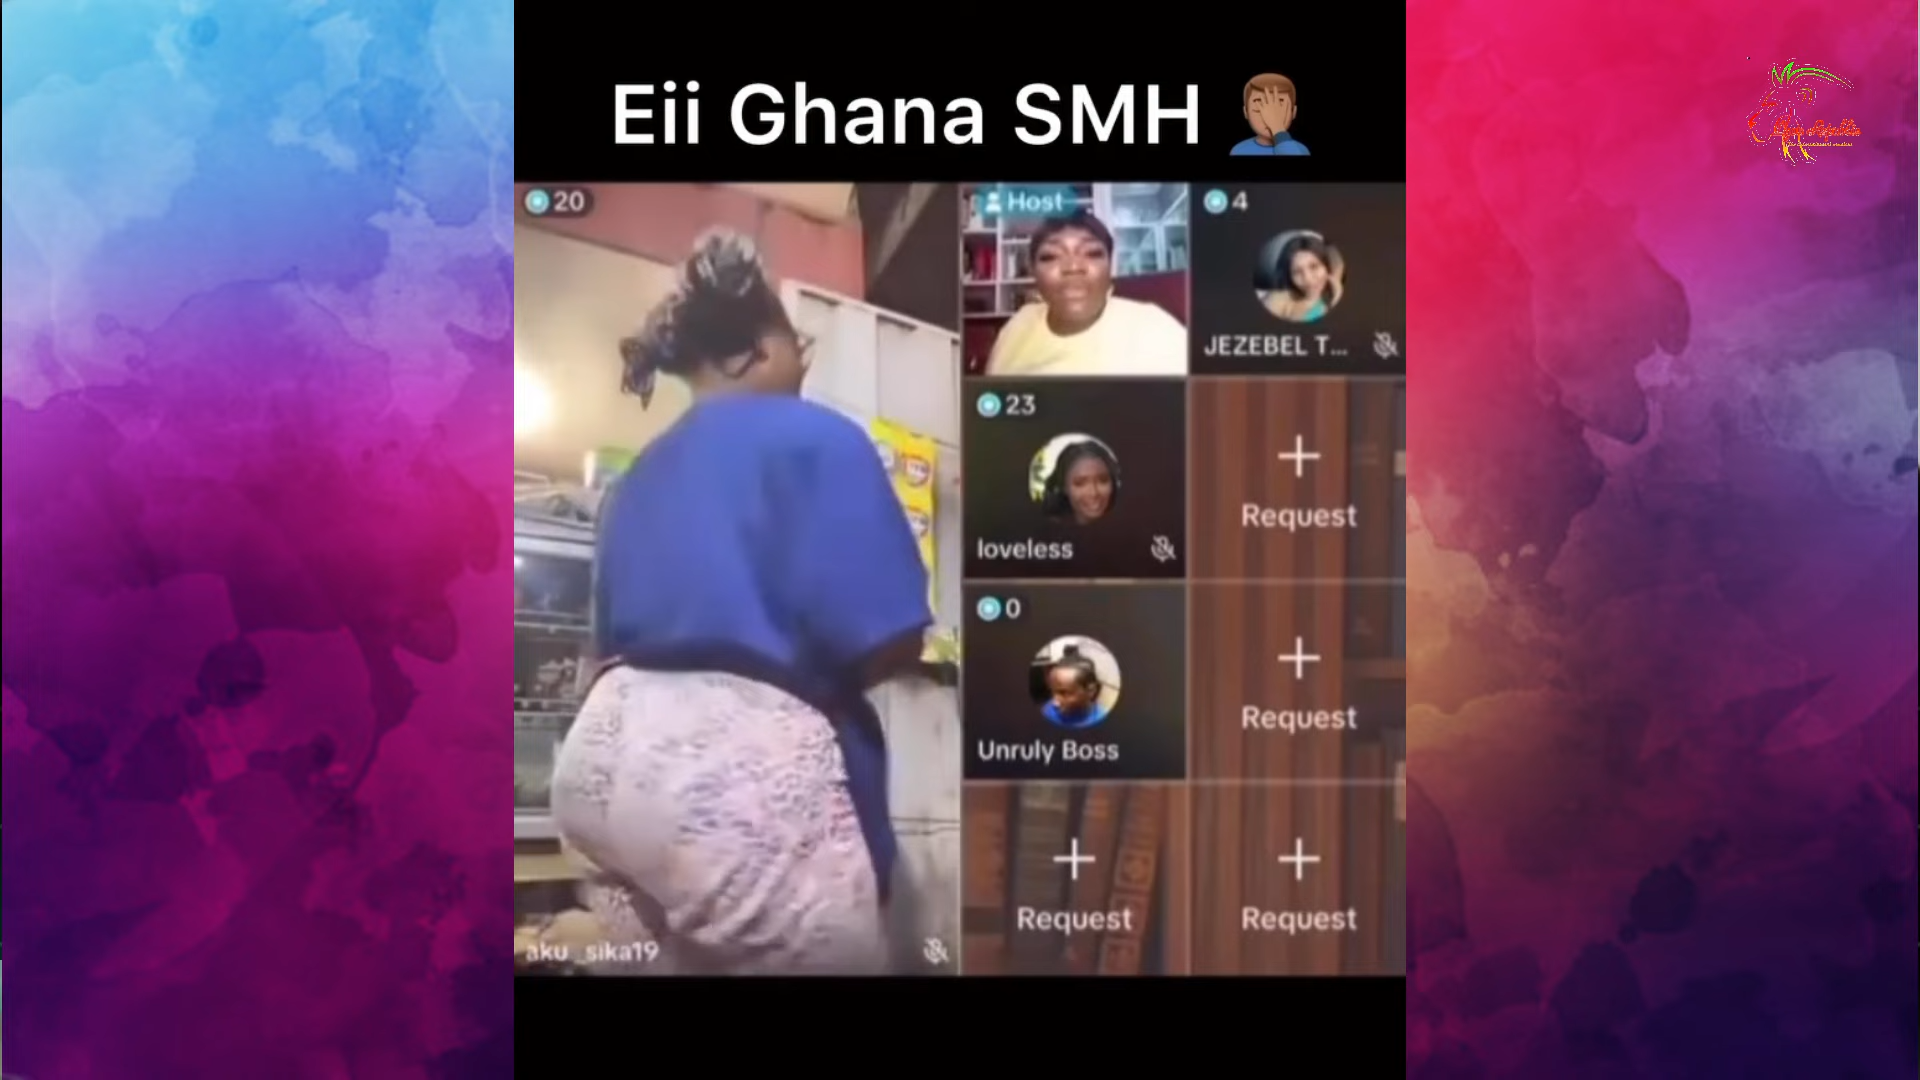 Eii Ghana SMH
20
Host
4
JEZEBEL T...
23
loveless
Request
0
Unruly Boss
Request
Request
Request
aku_sika19